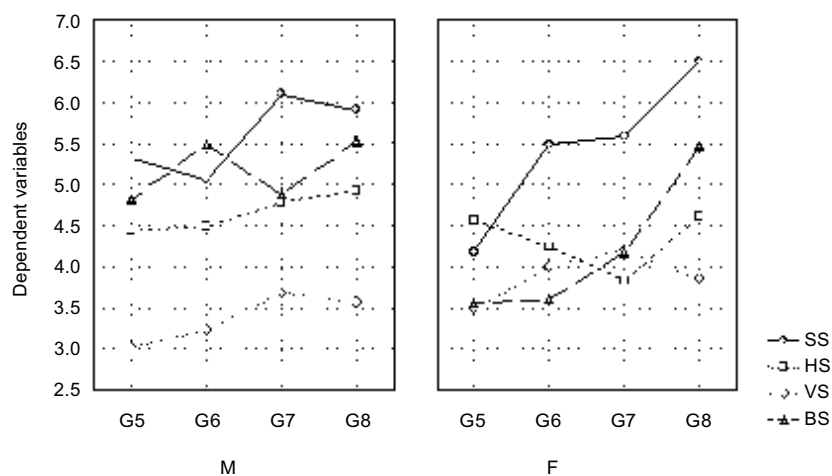 7.0
6.5
6.0
5.5
5.0
4.5
4.0
3.5
3.0
2.5
Dependent variables
G5 G6 G7 G8
G5 G6 G7 G8
M
F
SS
HS
VS
BS